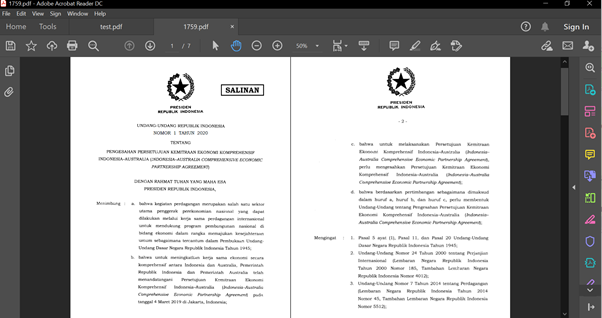 1759.pdf - Adobe Acrobat Reader DC
File Edit View Sign Window Help
Home Tools test.pdf 1759.pdf × Sign In
1 / 7 50%
PRESIDEN
REPUBLIK INDONESIA
SALINAN
UNDANG-UNDANG REPUBLIK INDONESIA
NOMOR 1 TAHUN 2020
TENTANG
PENGESAHAN PERSETUJUAN KEMITRAAN EKONOMI KOMPREHENSIF
INDONESIA-AUSTRALIA (INDONESIA-AUSTRALIA COMPREHENSIVE ECONOMIC
PARTNERSHIP AGREEMENT)
DENGAN RAHMAT TUHAN YANG MAHA ESA
PRESIDEN REPUBLIK INDONESIA,
Menimbang : a. bahwa kegiatan perdagangan merupakan salah satu sektor
utama penggerak perekonomian nasional yang dapat
dilakukan melalui kerja sama perdagangan internasional
untuk mendukung program pembangunan nasional di
bidang ekonomi dalam rangka memajukan kesejahteraan
umum sebagaimana tercantum dalam Pembukaan Undang-
Undang Dasar Negara Republik Indonesia Tahun 1945;
b. bahwa untuk meningkatkan kerja sama ekonomi secara
komprehensif antara Indonesia dan Australia, Pemerintah
Republik Indonesia dan Pemerintah Australia telah
menandatangani Persetujuan Kemitraan Ekonomi
Komprehensif Indonesia-Australia (Indonesia-Australia
Comprehensive Economic Partnership Agreement) pada
tanggal 4 Maret 2019 di Jakarta, Indonesia;
PRESIDEN
REPUBLIK INDONESIA
- 2 -
c. bahwa untuk melaksanakan Persetujuan Kemitraan
Ekonomi Komprehensif Indonesia-Australia (Indonesia-
Australia Comprehensive Economic Partnership Agreement),
perlu mengesahkan Persetujuan Kemitraan Ekonomi
Komprehensif Indonesia-Australia (Indonesia-Australia
Comprehensive Economic Partnership Agreement);
d. bahwa berdasarkan pertimbangan sebagaimana dimaksud
dalam huruf a, huruf b, dan huruf c, perlu membentuk
Undang-Undang tentang Pengesahan Persetujuan Kemitraan
Ekonomi Komprehensif Indonesia-Australia (Indonesia-
Australia Comprehensive Economic Partnership Agreement);
Mengingat : 1. Pasal 5 ayat (1), Pasal 11, dan Pasal 20 Undang-Undang
Dasar Negara Republik Indonesia Tahun 1945;
2. Undang-Undang Nomor 24 Tahun 2000 tentang Perjanjian
Internasional (Lembaran Negara Republik Indonesia
Tahun 2000 Nomor 185, Tambahan Lembaran Negara
Republik Indonesia Nomor 4012);
3. Undang-Undang Nomor 7 Tahun 2014 tentang Perdagangan
(Lembaran Negara Republik Indonesia Tahun 2014
Nomor 45, Tambahan Lembaran Negara Republik Indonesia
Nomor 5512);